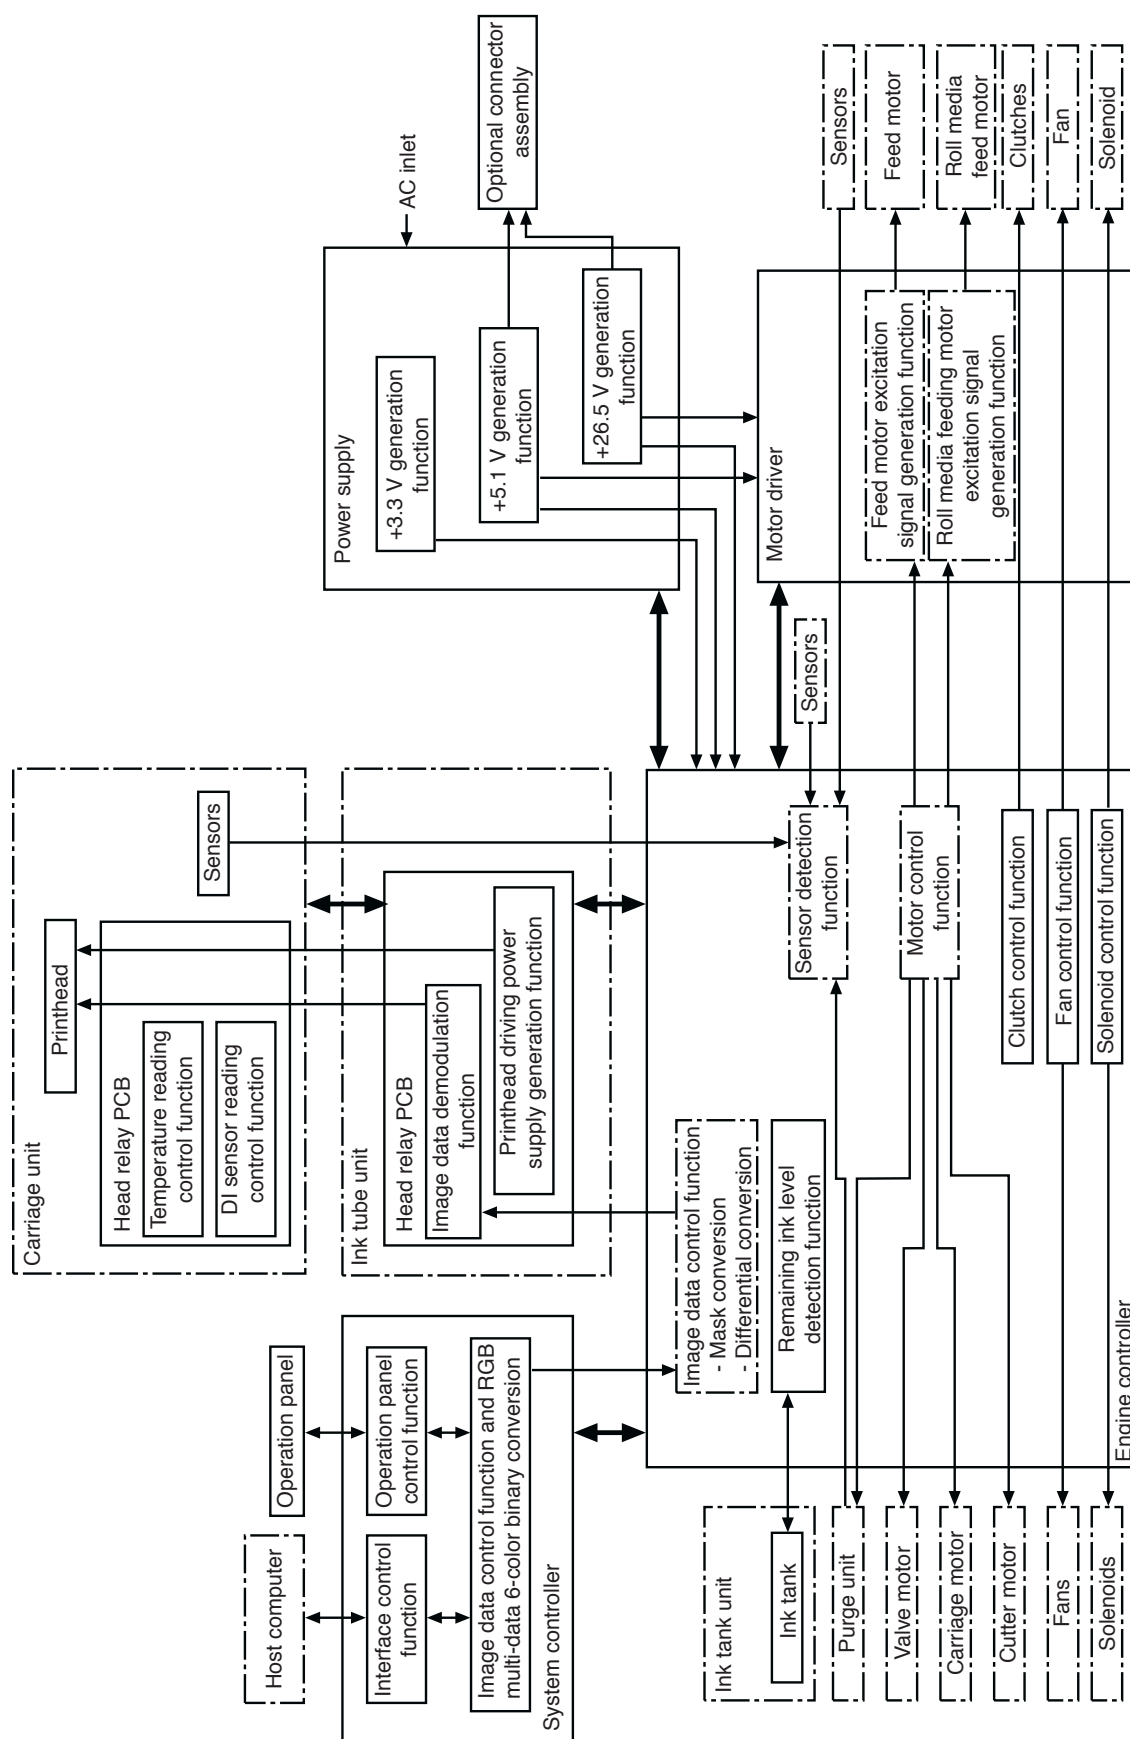 Host computer
Operation panel
Interface control
function
Operation panel
control function
Image data control function and RGB
multi-data 6-color binary conversion
System controller
Carriage unit
Printhead
Head relay PCB
Temperature reading
control function
DI sensor reading
control function
Sensors
Ink tube unit
Head relay PCB
Image data demodulation
function
Printhead driving power
supply generation function
AC inlet
Power supply
+3.3 V generation
function
+5.1 V generation
function
+26.5 V generation
function
Optional connector
assembly
Ink tank unit
Ink tank
Purge unit
Valve motor
Carriage motor
Cutter motor
Fans
Solenoids
Image data control function
- Mask conversion
- Differential conversion
Remaining ink level
detection function
Sensor detection
function
Motor control
function
Clutch control function
Fan control function
Solenoid control function
Engine controller
Sensors
Motor driver
Feed motor excitation
signal generation function
Roll media feeding motor
excitation signal
generation function
Sensors
Feed motor
Roll media
feed motor
Clutches
Fan
Solenoid